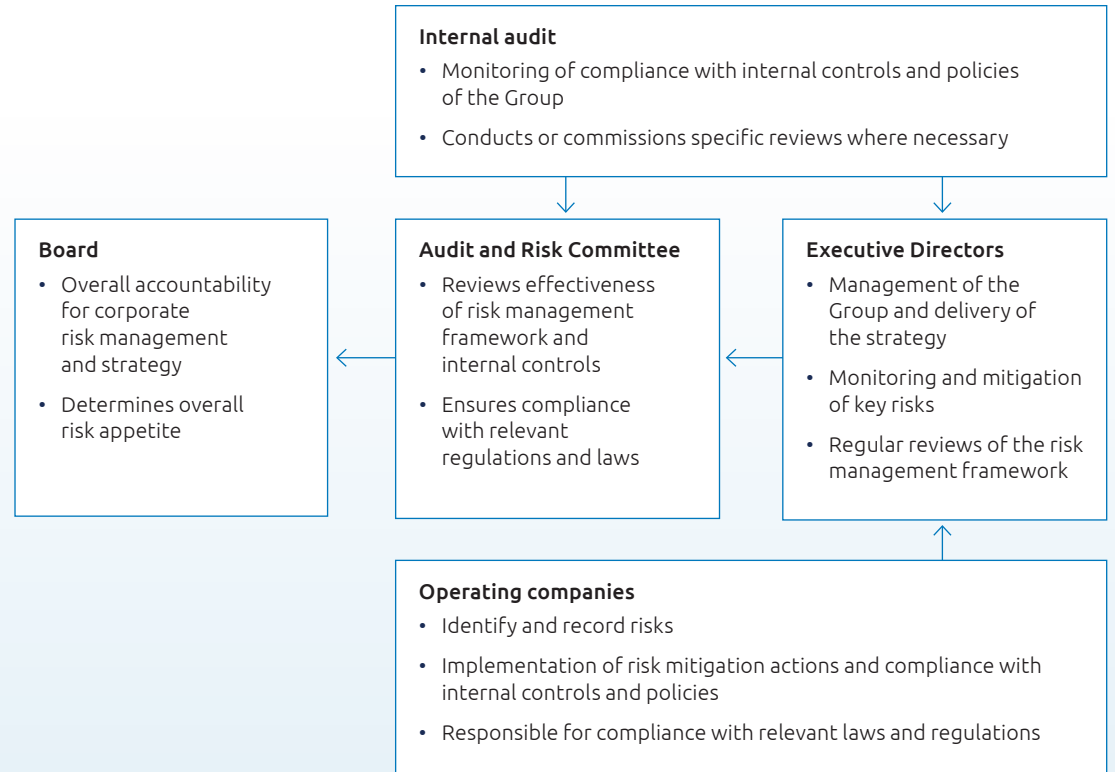 Internal audit
• Monitoring of compliance with internal controls and policies
of the Group
• Conducts or commissions specific reviews where necessary
Board
• Overall accountability
for corporate
risk management
and strategy
• Determines overall
risk appetite
Audit and Risk Committee
• Reviews effectiveness
of risk management
framework and
internal controls
• Ensures compliance
with relevant
regulations and laws
Executive Directors
• Management of the
Group and delivery of
the strategy
• Monitoring and mitigation
of key risks
• Regular reviews of the risk
management framework
Operating companies
• Identify and record risks
• Implementation of risk mitigation actions and compliance with
internal controls and policies
• Responsible for compliance with relevant laws and regulations